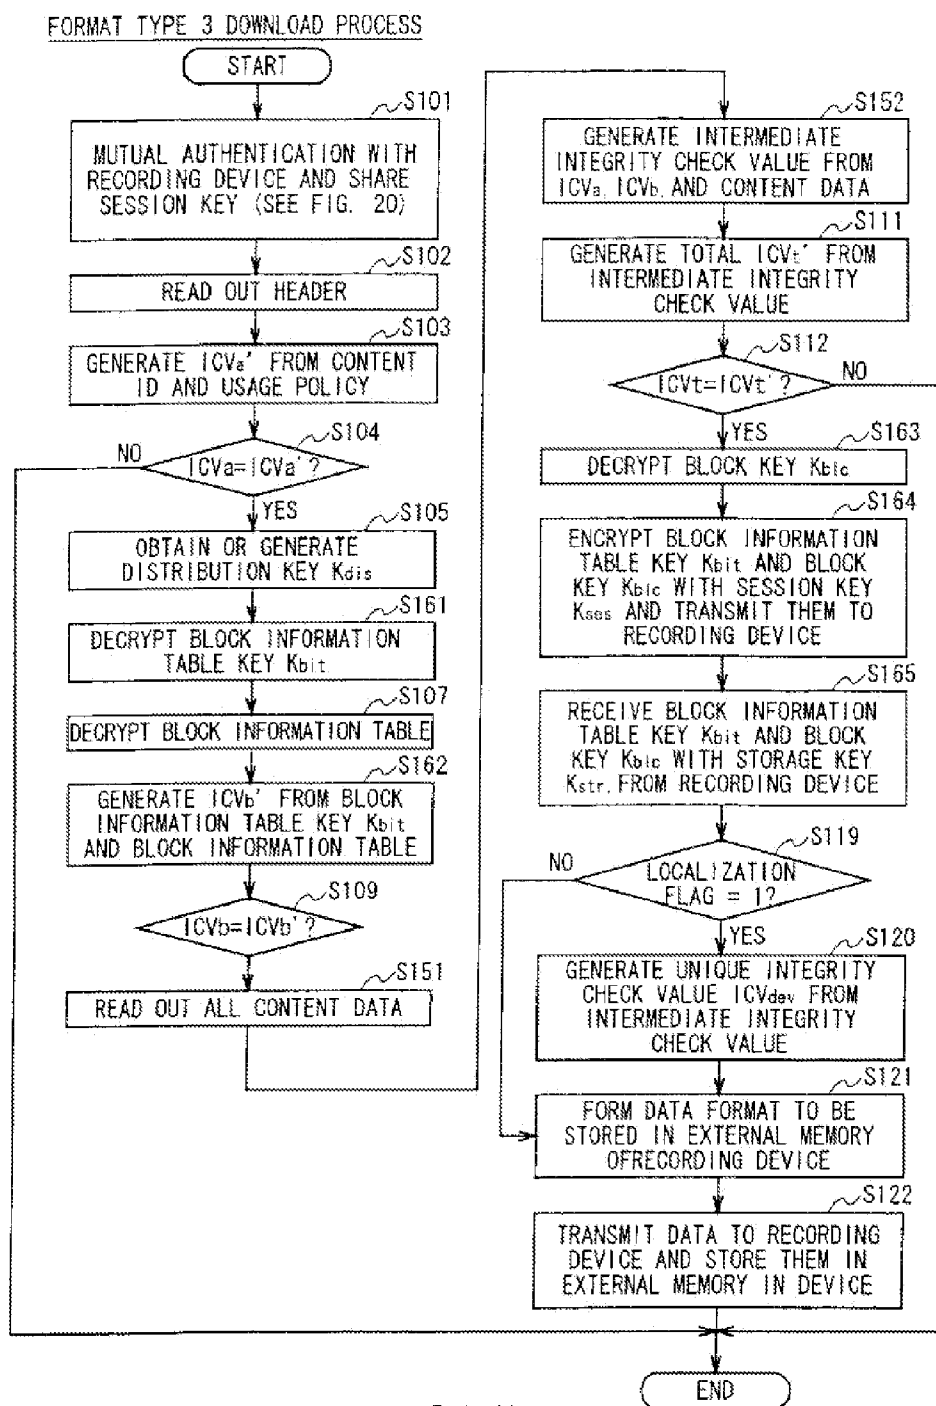 FORMAT TYPE 3 DOWNLOAD PROCESS
START
S101
MUTUAL AUTHENTICATION WITH
RECORDING DEVICE AND SHARE
SESSION KEY (SEE FIG. 20)
S102
READ OUT HEADER
S103
GENERATE ICVa' FROM CONTENT
ID AND USAGE POLICY
S104
NO
ICVa=ICVa'?
YES
S105
OBTAIN OR GENERATE
DISTRIBUTION KEY Kdis
S161
DECRYPT BLOCK INFORMATION
TABLE KEY Kbit
S107
DECRYPT BLOCK INFORMATION TABLE
S162
GENERATE ICVb' FROM BLOCK
INFORMATION TABLE KEY Kbit
AND BLOCK INFORMATION TABLE
S109
ICVb=ICVb'?
S151
READ OUT ALL CONTENT DATA
S152
GENERATE INTERMEDIATE
INTEGRITY CHECK VALUE FROM
ICVa, ICVb, AND CONTENT DATA
S111
GENERATE TOTAL ICVt' FROM
INTERMEDIATE INTEGRITY
CHECK VALUE
S112
ICVt=ICVt'?
NO
YES
S163
DECRYPT BLOCK KEY Kblc
S164
ENCRYPT BLOCK INFORMATION
TABLE KEY Kbit AND BLOCK
KEY Kblc WITH SESSION KEY
Kses AND TRANSMIT THEM TO
RECORDING DEVICE
S165
RECEIVE BLOCK INFORMATION
TABLE KEY Kbit AND BLOCK
KEY Kblc WITH STORAGE KEY
Kstr, FROM RECORDING DEVICE
S119
NO
LOCALIZATION
FLAG = 1?
YES
S120
GENERATE UNIQUE INTEGRITY
CHECK VALUE ICVdev FROM
INTERMEDIATE INTEGRITY
CHECK VALUE
S121
FORM DATA FORMAT TO BE
STORED IN EXTERNAL MEMORY
OFRECORDING DEVICE
S122
TRANSMIT DATA TO RECORDING
DEVICE AND STORE THEM IN
EXTERNAL MEMORY IN DEVICE
END